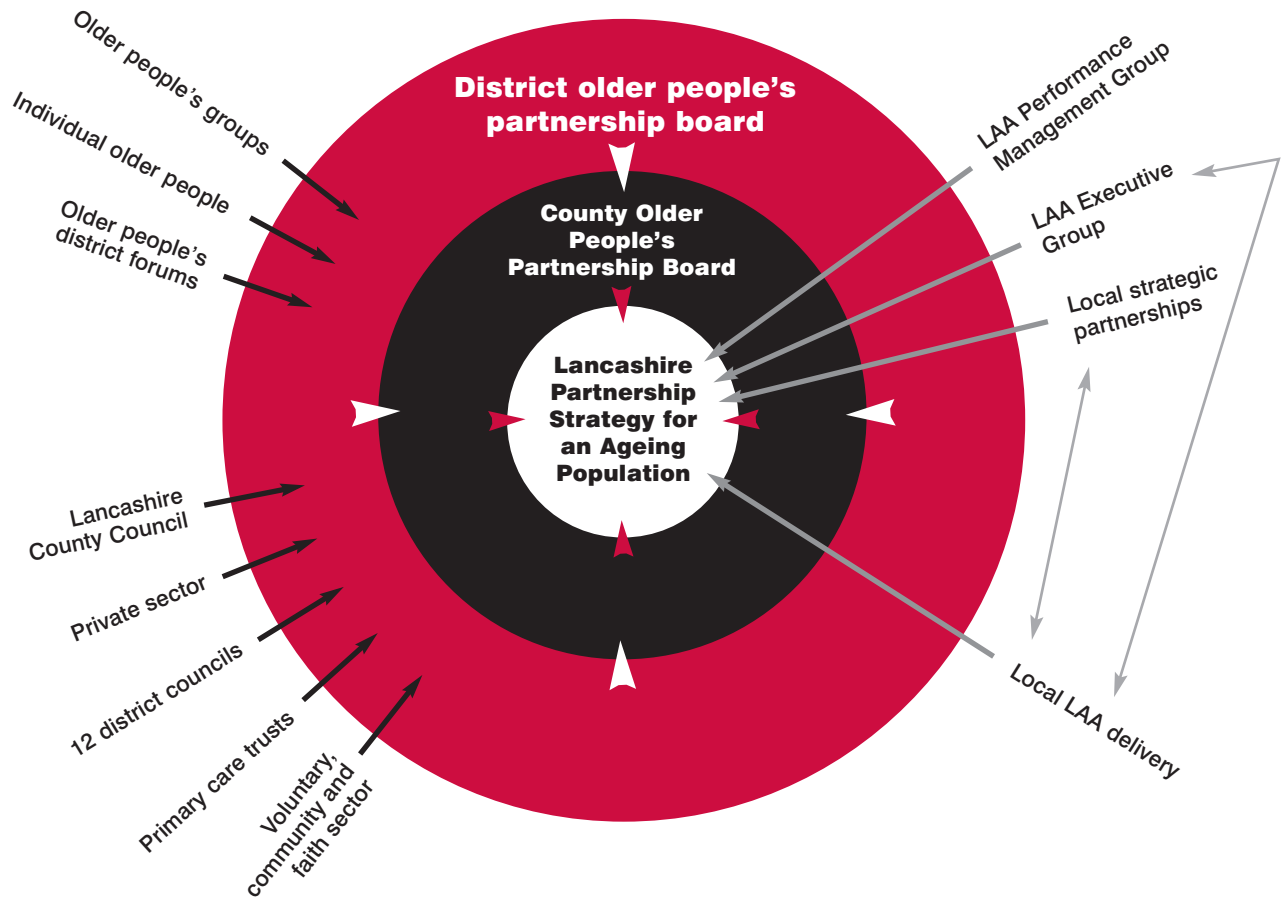 District older people's
partnership board
County Older
People's
Partnership Board
Lancashire
Partnership
Strategy for
an Ageing
Population
Older people's groups
Individual older people
Older people's
district forums
Lancashire
County Council
Private sector
12 district councils
Primary care trusts
Voluntary,
community and
faith sector
LAA Performance
Management Group
LAA Executive
Group
Local strategic
partnerships
Local LAA delivery